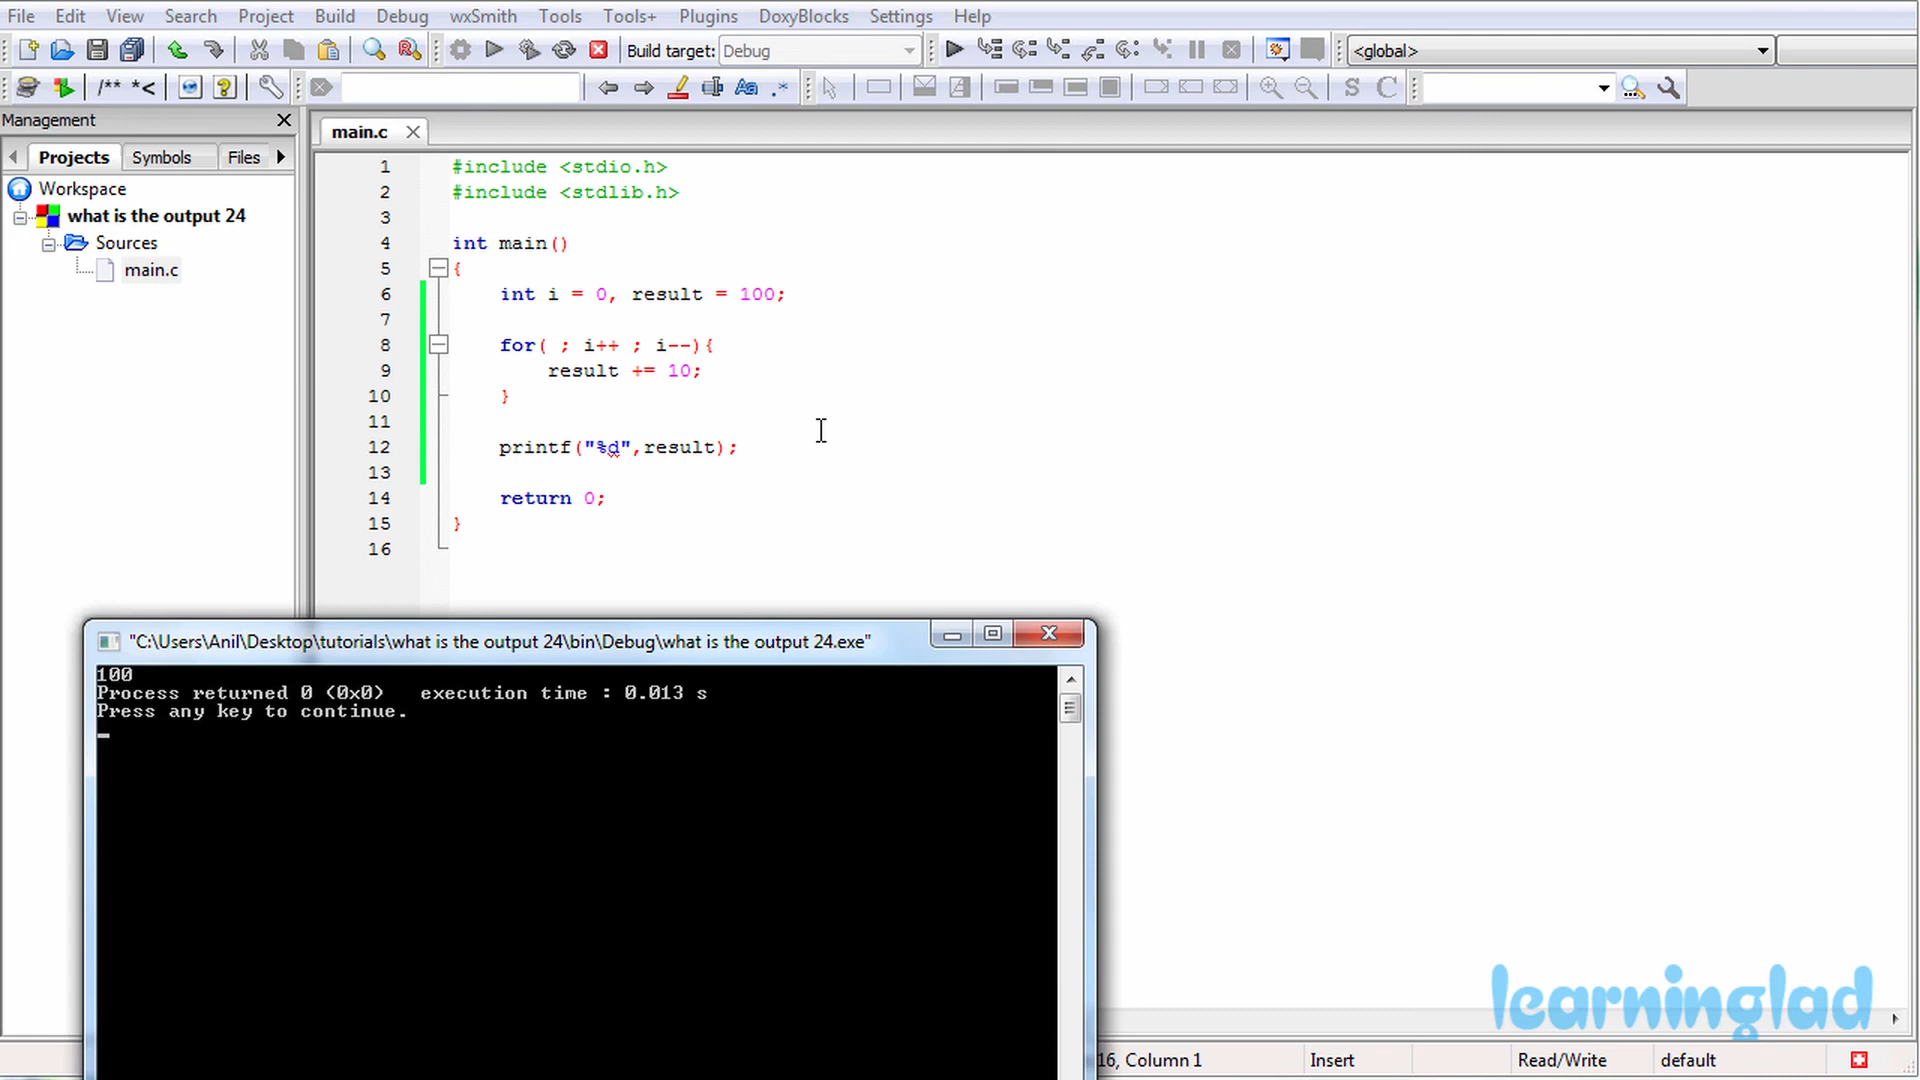 File Edit View Search Project Build Debug wxSmith Tools Tools+ Plugins DoxyBlocks Settings Help
Build target: Debug <global>
/** *<
Aa .* S C
Management
main.c
Projects Symbols Files
Workspace
what is the output 24
Sources
main.c
1 #include <stdio.h>
2 #include <stdlib.h>
3
4 int main()
5 {
6 int i = 0, result = 100;
7
8 for( ; i++ ; i--){
9 result += 10;
10 }
11
12 printf("%d",result);
13
14 return 0;
15 }
16
"C:\Users\Anil\Desktop\tutorials\what is the output 24\bin\Debug\what is the output 24.exe"
100
Process returned 0 (0x0) execution time : 0.013 s
Press any key to continue.
learninglad
16, Column 1 Insert Read/Write default